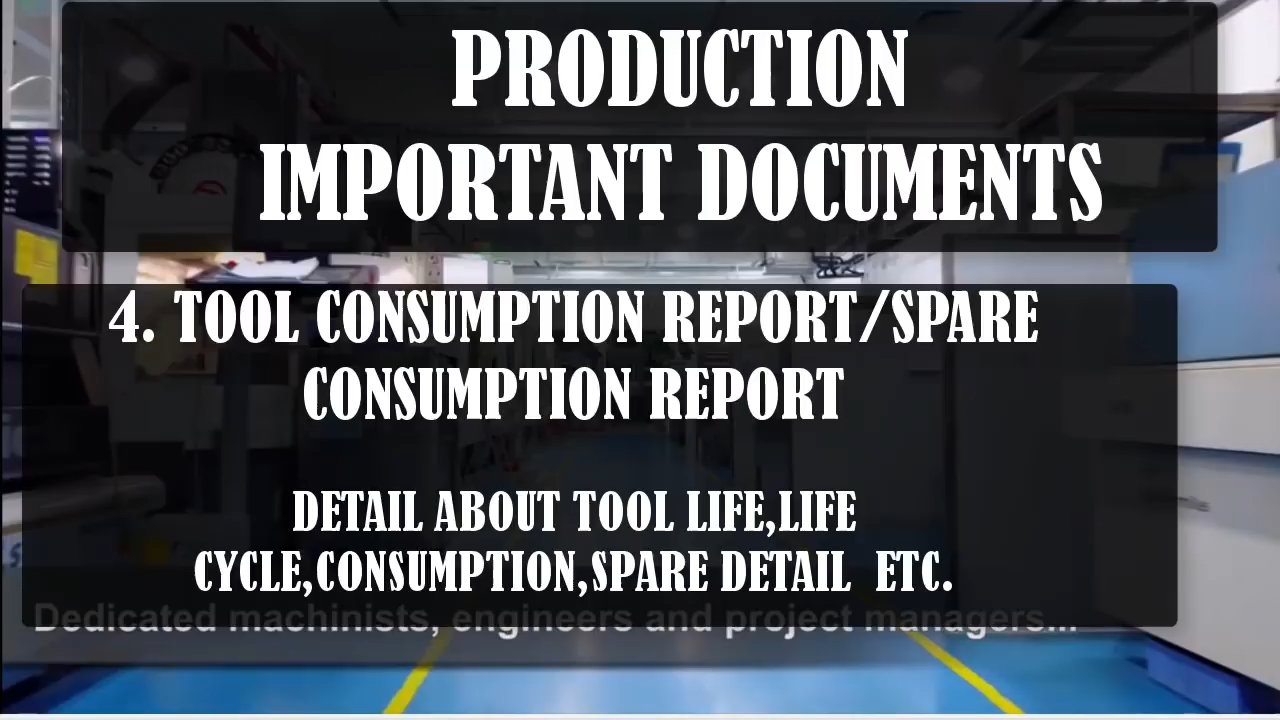 PRODUCTION
IMPORTANT DOCUMENTS
4. TOOL CONSUMPTION REPORT/SPARE
CONSUMPTION REPORT
DETAIL ABOUT TOOL LIFE,LIFE
CYCLE,CONSUMPTION,SPARE DETAIL ETC.
Dedicated machinists, engineers and project managers...